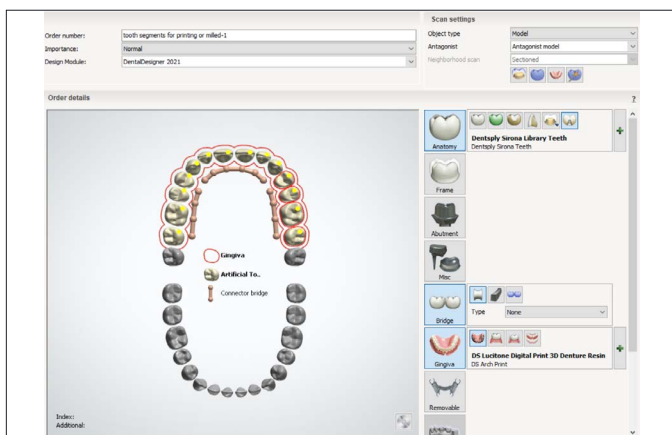 Order number:
tooth segments for printing or milled-1
Importance:
Normal
Design Module:
DentalDesigner 2021
Scan settings
Object type
Model
Antagonist
Antagonist model
Neighborhood scan
Sectioned
Order details
?
Gingiva
Artificial To..
Connector bridge
Index:
Additional:
Anatomy
Dentsply Sirona Library Teeth
Dentsply Sirona Teeth
Frame
Abutment
Misc
Bridge
Type
None
Gingiva
DS Lucitone Digital Print 3D Denture Resin
DS Arch Print
Removable